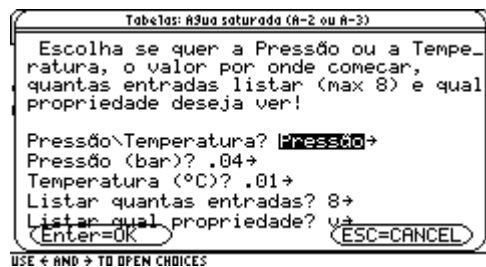 Tabelas: Água saturada (A-2 ou A-3)
Escolha se quer a Pressão ou a Tempe_
ratura, o valor por onde comecar,
quantas entradas listar (max 8) e qual
propriedade deseja ver!
Pressão\Temperatura? Pressão→
Pressão (bar)? .04→
Temperatura (ºC)? .01→
Listar quantas entradas? 8→
Listar qual propriedade? v→
Enter=OK ESC=CANCEL
USE ← AND → TO OPEN CHOICES